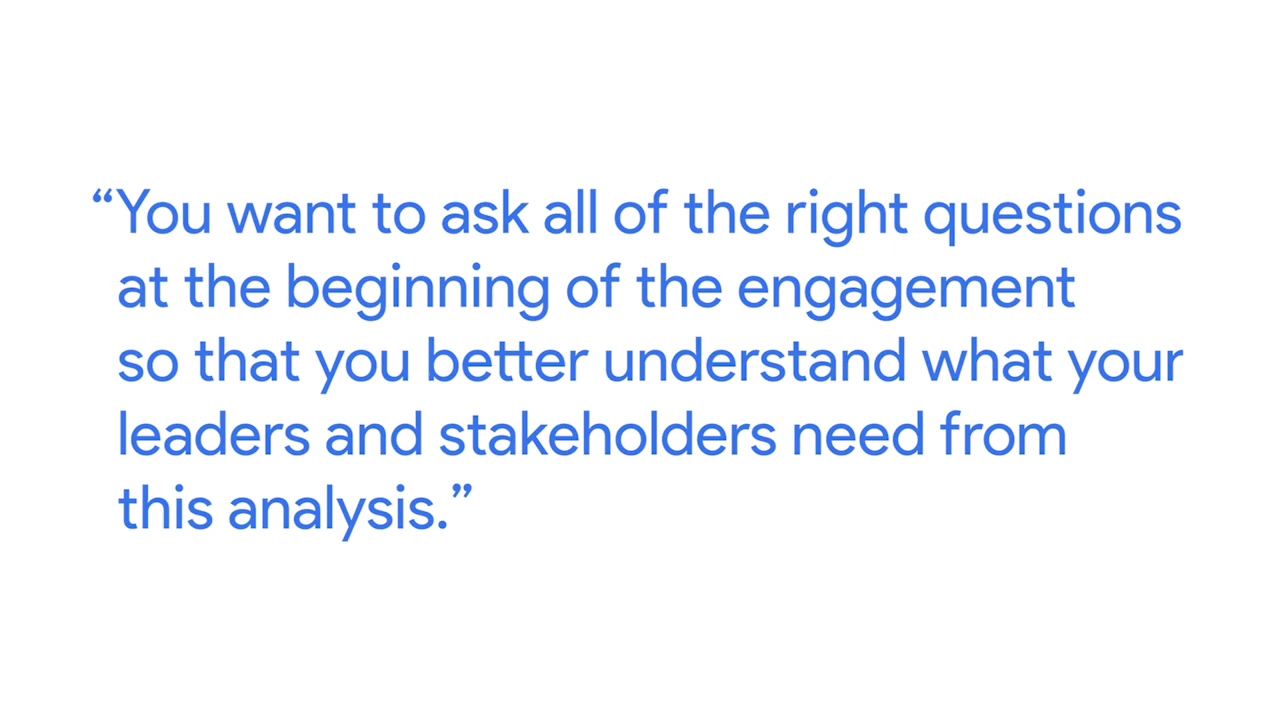 “You want to ask all of the right questions
at the beginning of the engagement
so that you better understand what your
leaders and stakeholders need from
this analysis.”